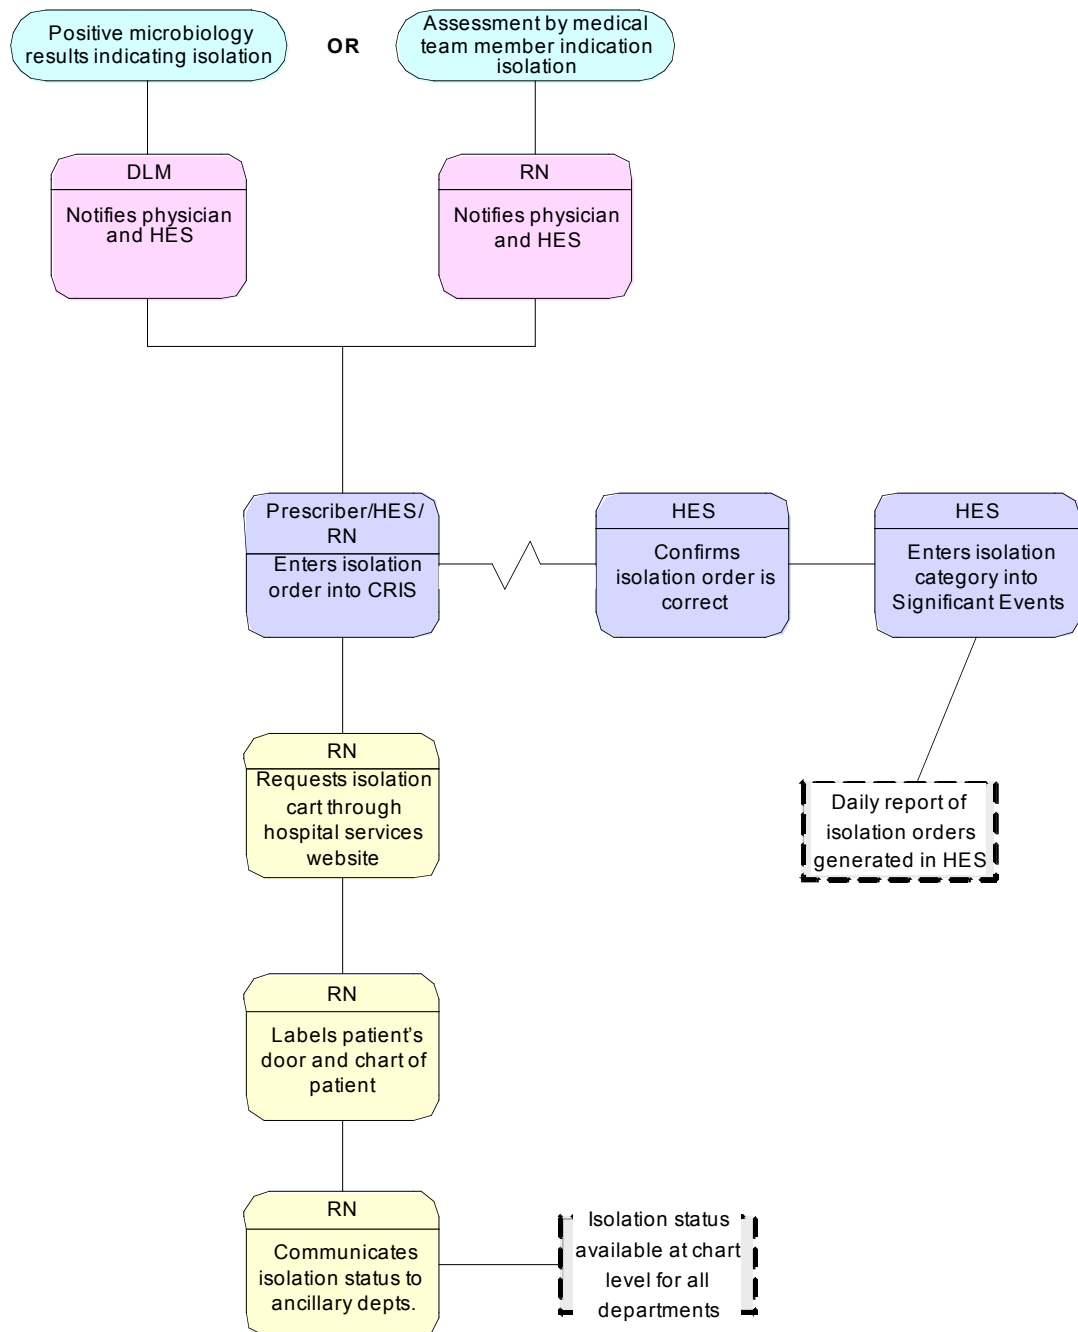 Positive microbiology
results indicating isolation
OR
Assessment by medical
team member indication
isolation
DLM
Notifies physician
and HES
RN
Notifies physician
and HES
Prescriber/HES/
RN
Enters isolation
order into CRIS
HES
Confirms
isolation order is
correct
HES
Enters isolation
category into
Significant Events
RN
Requests isolation
cart through
hospital services
website
Daily report of
isolation orders
generated in HES
RN
Labels patient's
door and chart of
patient
RN
Communicates
isolation status to
ancillary depts.
Isolation status
available at chart
level for all
departments